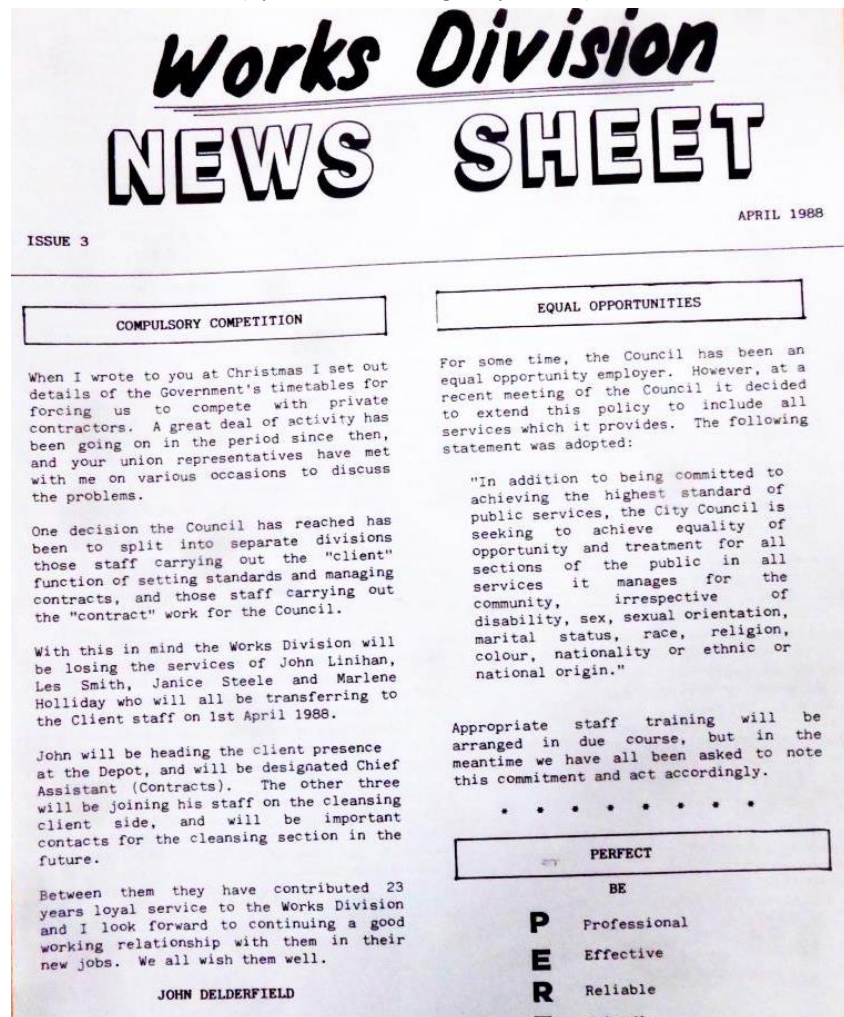 Works Division
NEWS SHEET
APRIL 1988
ISSUE 3
COMPULSORY COMPETITION
When I wrote to you at Christmas I set out
details of the Government's timetables for
forcing us to compete with private
contractors. A great deal of activity has
been going on in the period since then,
and your union representatives have met
with me on various occasions to discuss
the problems.
One decision the Council has reached has
been to split into separate divisions
those staff carrying out the "client"
function of setting standards and managing
contracts, and those staff carrying out
the "contract" work for the Council.
With this in mind the Works Division will
be losing the services of John Linihan,
Les Smith, Janice Steele and Marlene
Holliday who will all be transferring to
the Client staff on 1st April 1988.
John will be heading the client presence
at the Depot, and will be designated Chief
Assistant (Contracts). The other three
will be joining his staff on the cleansing
client side, and will be important
contacts for the cleansing section in the
future.
Between them they have contributed 23
years loyal service to the Works Division
and I look forward to continuing a good
working relationship with them in their
new jobs. We all wish them well.
JOHN DELDERFIELD
EQUAL OPPORTUNITIES
For some time, the Council has been an
equal opportunity employer. However, at a
recent meeting of the Council it decided
to extend this policy to include all
services which it provides. The following
statement was adopted:
"In addition to being committed to
achieving the highest standard of
public services, the City Council is
seeking to achieve equality of
opportunity and treatment for all
sections of the public in all
services it manages for the
community, irrespective of
disability, sex, sexual orientation,
marital status, race, religion,
colour, nationality or ethnic or
national origin."
Appropriate staff training will be
arranged in due course, but in the
meantime we have all been asked to note
this commitment and act accordingly.
* * * * * * * *
PERFECT
BE
P Professional
E Effective
R Reliable